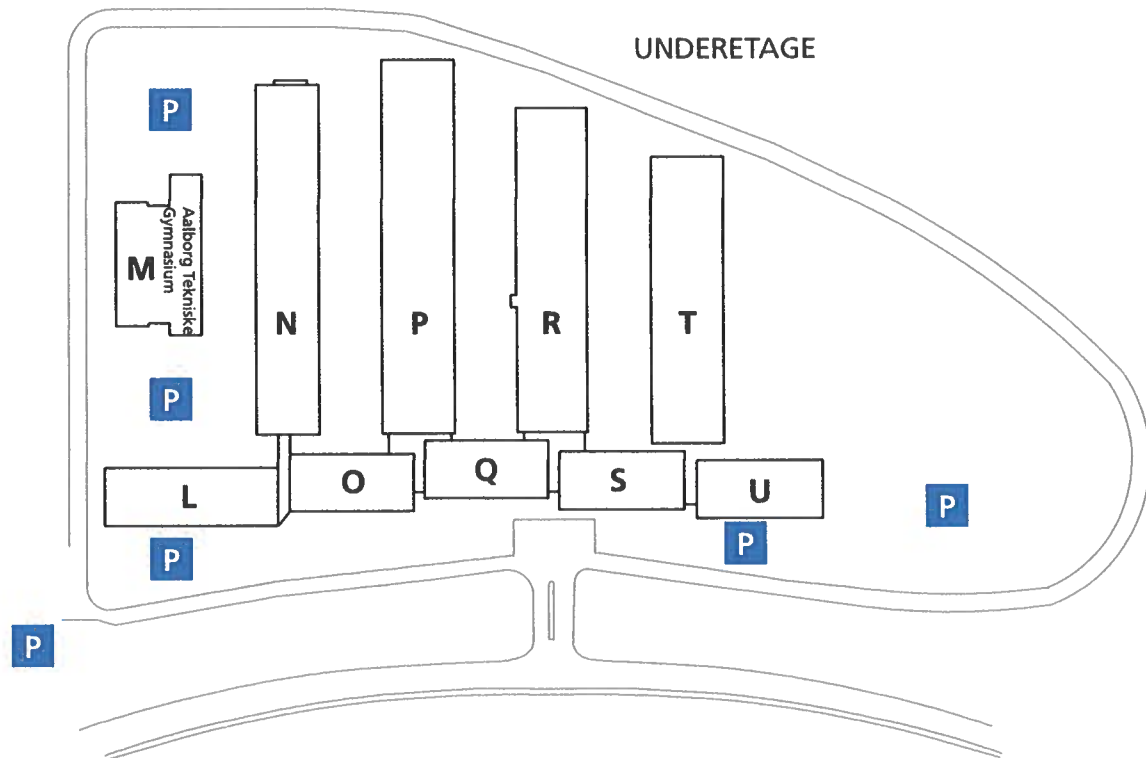 UNDERETAGE
P
M
Aalborg Tekniske
Gymnasium
N
P
R
T
P
L
O
Q
S
U
P
P
P
P